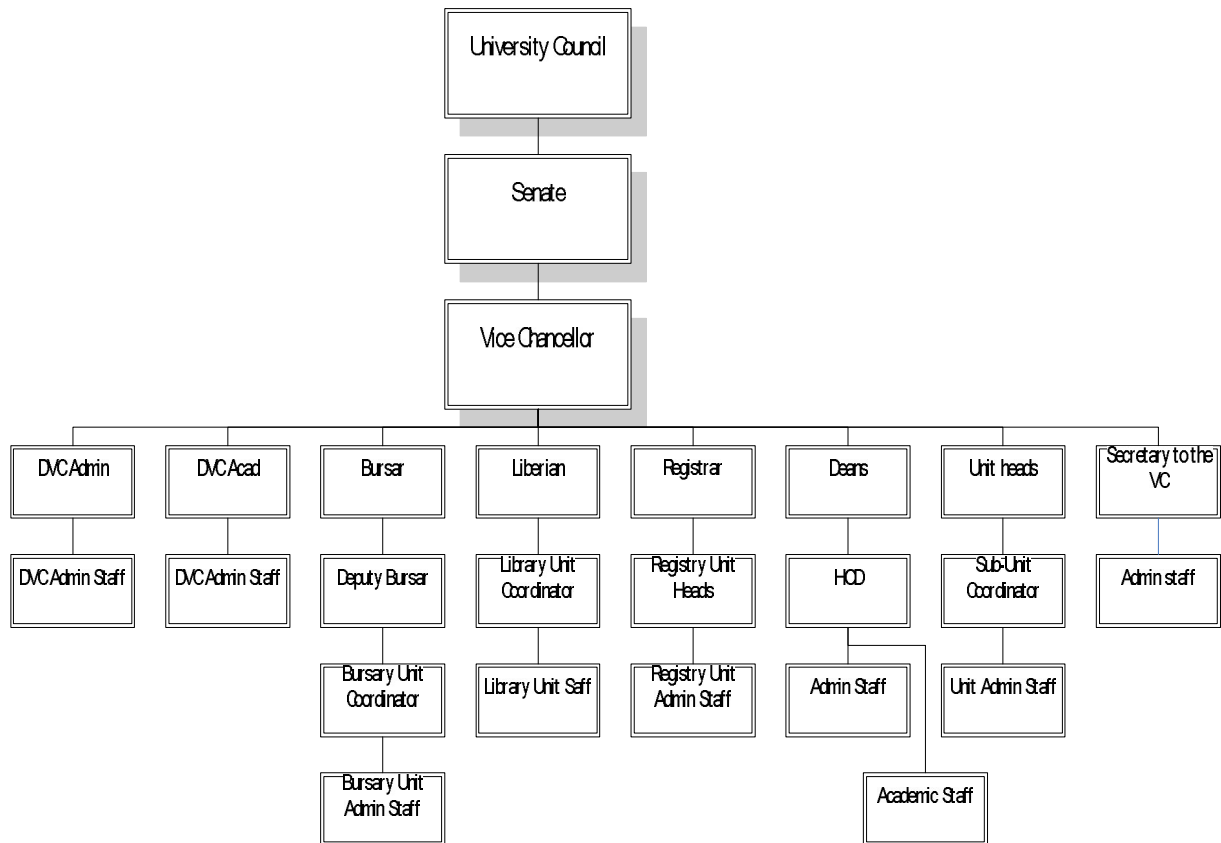 University Council
Senate
Vice Chancellor
DVC Admin
DVC Acad
Bursar
Liberian
Registrar
Deans
Unit heads
Secretary to the
VC
DVC Admin Staff
DVC Admin Staff
Deputy Bursar
Library Unit
Coordinator
Registry Unit
Heads
HOD
Sub-Unit
Coordinator
Admin staff
Bursary Unit
Coordinator
Library Unit Saff
Registry Unit
Admin Staff
Admin Staff
Unit Admin Staff
Bursary Unit
Admin Staff
Academic Staff